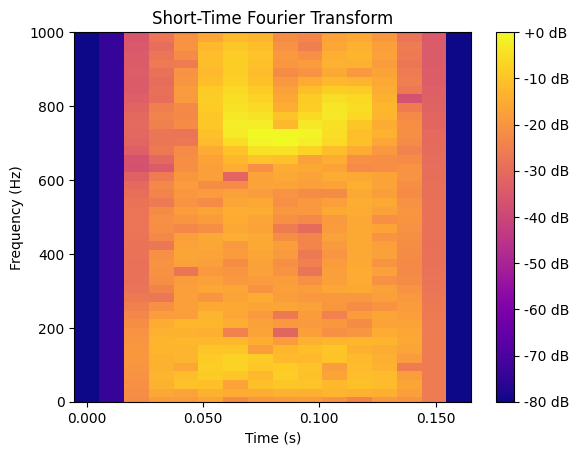 Short-Time Fourier Transform
1000
800
600
400
200
0
Frequency (Hz)
0.000
0.050
0.100
0.150
Time (s)
+0 dB
-10 dB
-20 dB
-30 dB
-40 dB
-50 dB
-60 dB
-70 dB
-80 dB